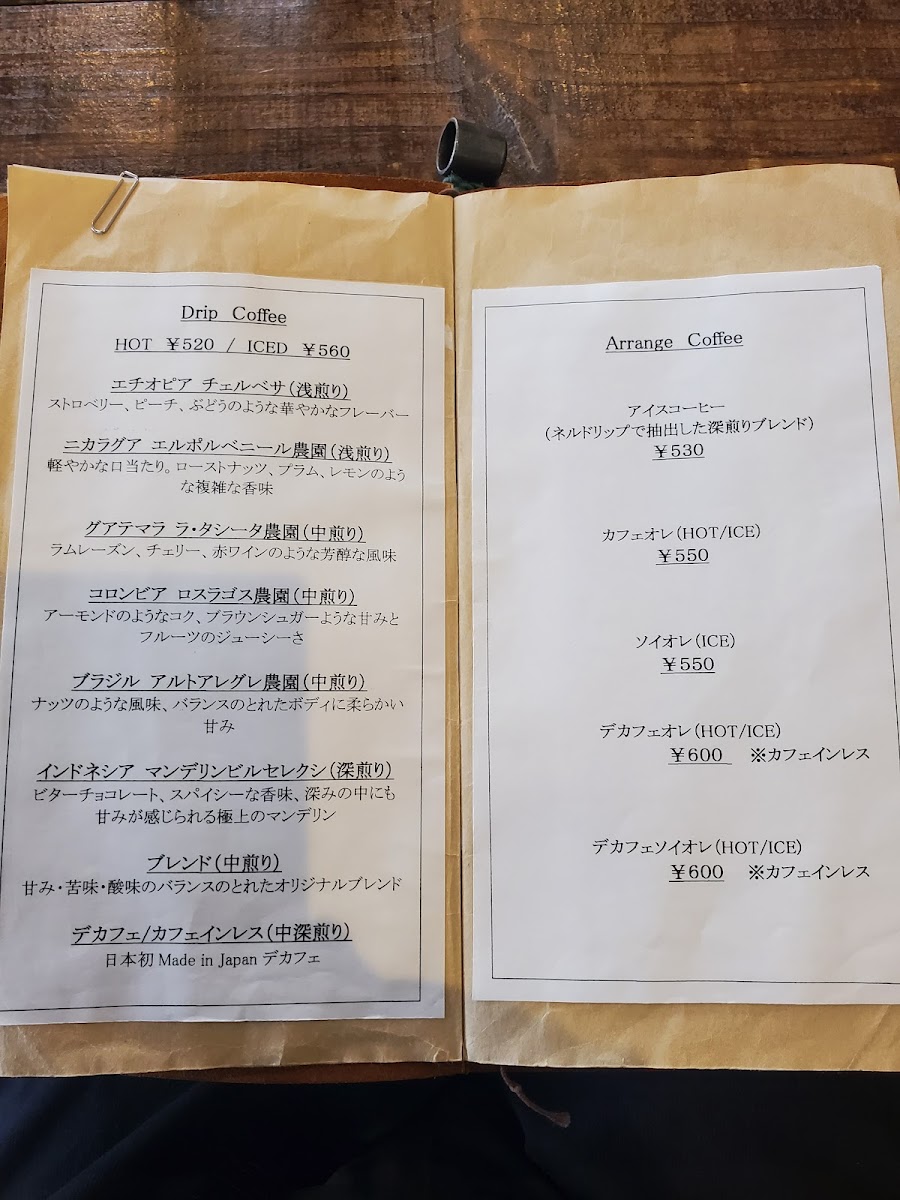 Drip Coffee
HOT ￥520 / ICED ￥560
エチオピア チェルベサ(浅煎り)
ストロベリー、ピーチ、ぶどうのような華やかなフレーバー
ニカラグア エルポルベニール農園(浅煎り)
軽やかな口当たり。ローストナッツ、プラム、レモンのよう
な複雑な香味
グアテマラ ラ・タシータ農園(中煎り)
ラムレーズン、チェリー、赤ワインのような芳醇な風味
コロンビア ロスラゴス農園(中煎り)
アーモンドのようなコク、ブラウンシュガーような甘みと
フルーツのジューシーさ
ブラジル アルトアレグレ農園(中煎り)
ナッツのような風味、バランスのとれたボディに柔らかい
甘み
インドネシア マンデリンビルセレクシ(深煎り)
ビターチョコレート、スパイシーな香味、深みの中にも
甘みが感じられる極上のマンデリン
ブレンド(中煎り)
甘み・苦味・酸味のバランスのとれたオリジナルブレンド
デカフェ/カフェインレス(中深煎り)
日本初 Made in Japan デカフェ
Arrange Coffee
アイスコーヒー
(ネルドリップで抽出した深煎りブレンド)
￥530
カフェオレ(HOT/ICE)
￥550
ソイオレ(ICE)
￥550
デカフェオレ(HOT/ICE)
￥600 ※カフェインレス
デカフェソイオレ(HOT/ICE)
￥600 ※カフェインレス